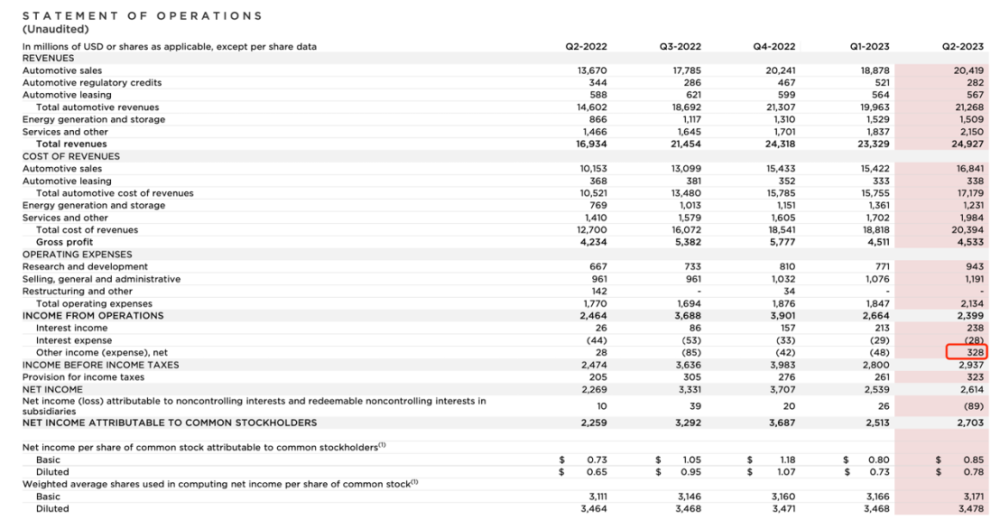 STATEMENT OF OPERATIONS
(Unaudited)
In millions of USD or shares as applicable, except per share data Q2-2022 Q3-2022 Q4-2022 Q1-2023 Q2-2023
REVENUES
Automotive sales 13,670 17,785 20,241 18,878 20,419
Automotive regulatory credits 344 286 467 521 282
Automotive leasing 588 621 599 564 567
Total automotive revenues 14,602 18,692 21,307 19,963 21,268
Energy generation and storage 866 1,117 1,310 1,529 1,509
Services and other 1,466 1,645 1,701 1,837 2,150
Total revenues 16,934 21,454 24,318 23,329 24,927
COST OF REVENUES
Automotive sales 10,153 13,099 15,433 15,422 16,841
Automotive leasing 368 381 352 333 338
Total automotive cost of revenues 10,521 13,480 15,785 15,755 17,179
Energy generation and storage 769 1,013 1,151 1,361 1,231
Services and other 1,410 1,579 1,605 1,702 1,984
Total cost of revenues 12,700 16,072 18,541 18,818 20,394
Gross profit 4,234 5,382 5,777 4,511 4,533
OPERATING EXPENSES
Research and development 667 733 810 771 943
Selling, general and administrative 961 961 1,032 1,076 1,191
Restructuring and other 142 - 34 - -
Total operating expenses 1,770 1,694 1,876 1,847 2,134
INCOME FROM OPERATIONS 2,464 3,688 3,901 2,664 2,399
Interest income 26 86 157 213 238
Interest expense (44) (53) (33) (29) (28)
Other income (expense), net 28 (85) (42) (48) 328
INCOME BEFORE INCOME TAXES 2,474 3,636 3,983 2,800 2,937
Provision for income taxes 205 305 276 261 323
NET INCOME 2,269 3,331 3,707 2,539 2,614
Net income (loss) attributable to noncontrolling interests and redeemable noncontrolling interests in
subsidiaries 10 39 20 26 (89)
NET INCOME ATTRIBUTABLE TO COMMON STOCKHOLDERS 2,259 3,292 3,687 2,513 2,703
Net income per share of common stock attributable to common stockholders(1)
Basic $ 0.73 $ 1.05 $ 1.18 $ 0.80 $ 0.85
Diluted $ 0.65 $ 0.95 $ 1.07 $ 0.73 $ 0.78
Weighted average shares used in computing net income per share of common stock(1)
Basic 3,111 3,146 3,160 3,166 3,171
Diluted 3,464 3,468 3,471 3,468 3,478